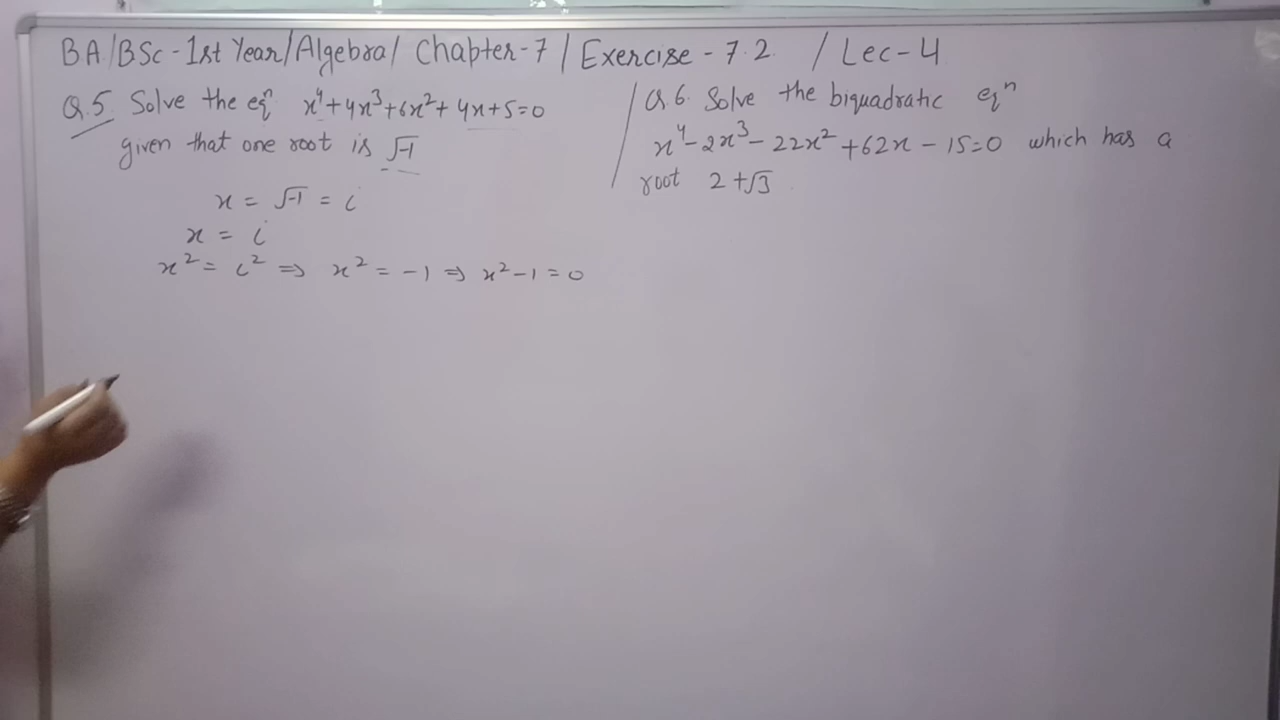 BA/BSc-1st Year/Algebra/ Chapter-7 / Exercise-7.2. / Lec-4
Q.5. Solve the eqⁿ x⁴+4x³+6x²+4x+5=0
given that one root is √-1
x = √-1 = i
x = i
x² = i² ⇒ x² = -1 ⇒ x²-1=0
Q.6. Solve the biquadratic eqⁿ
x⁴-2x³-22x²+62x-15=0 which has a
root 2+√3